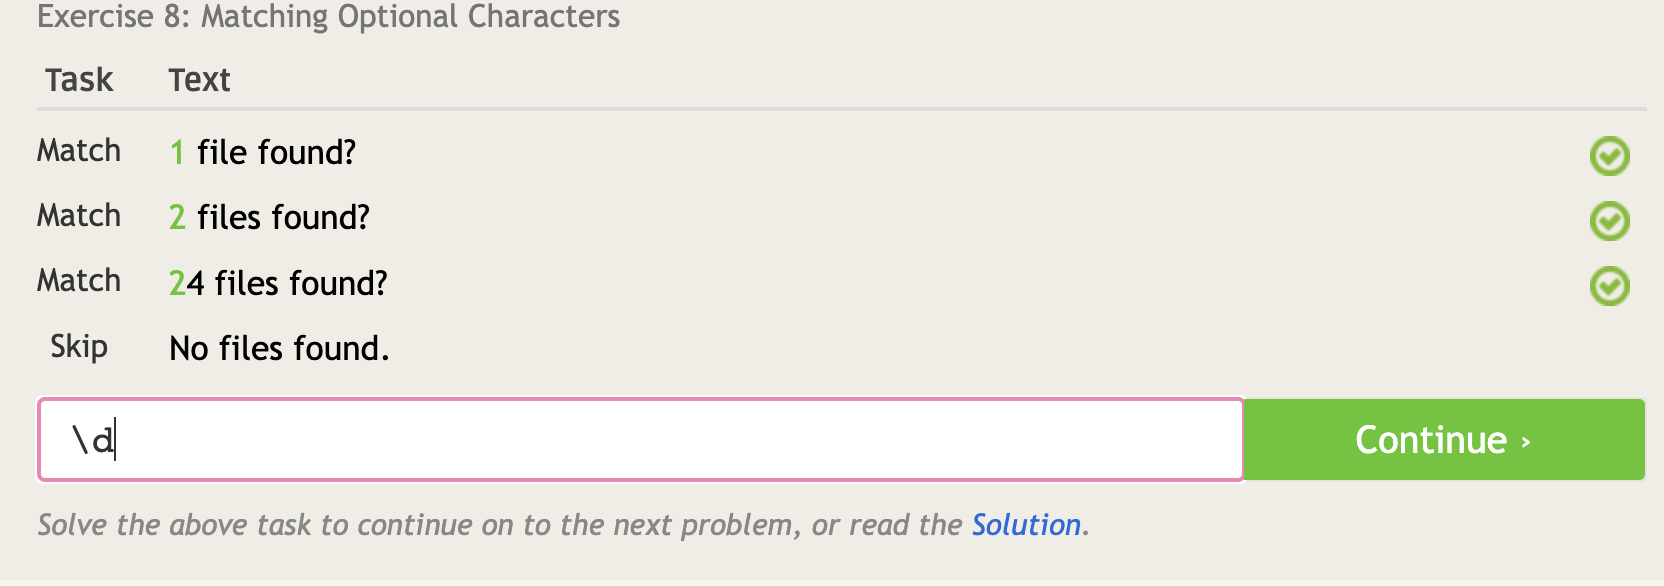 Exercise 8: Matching Optional Characters
Task Text
Match 1 file found?
Match 2 files found?
Match 24 files found?
Skip No files found.
\d
Continue ›
Solve the above task to continue on to the next problem, or read the Solution.